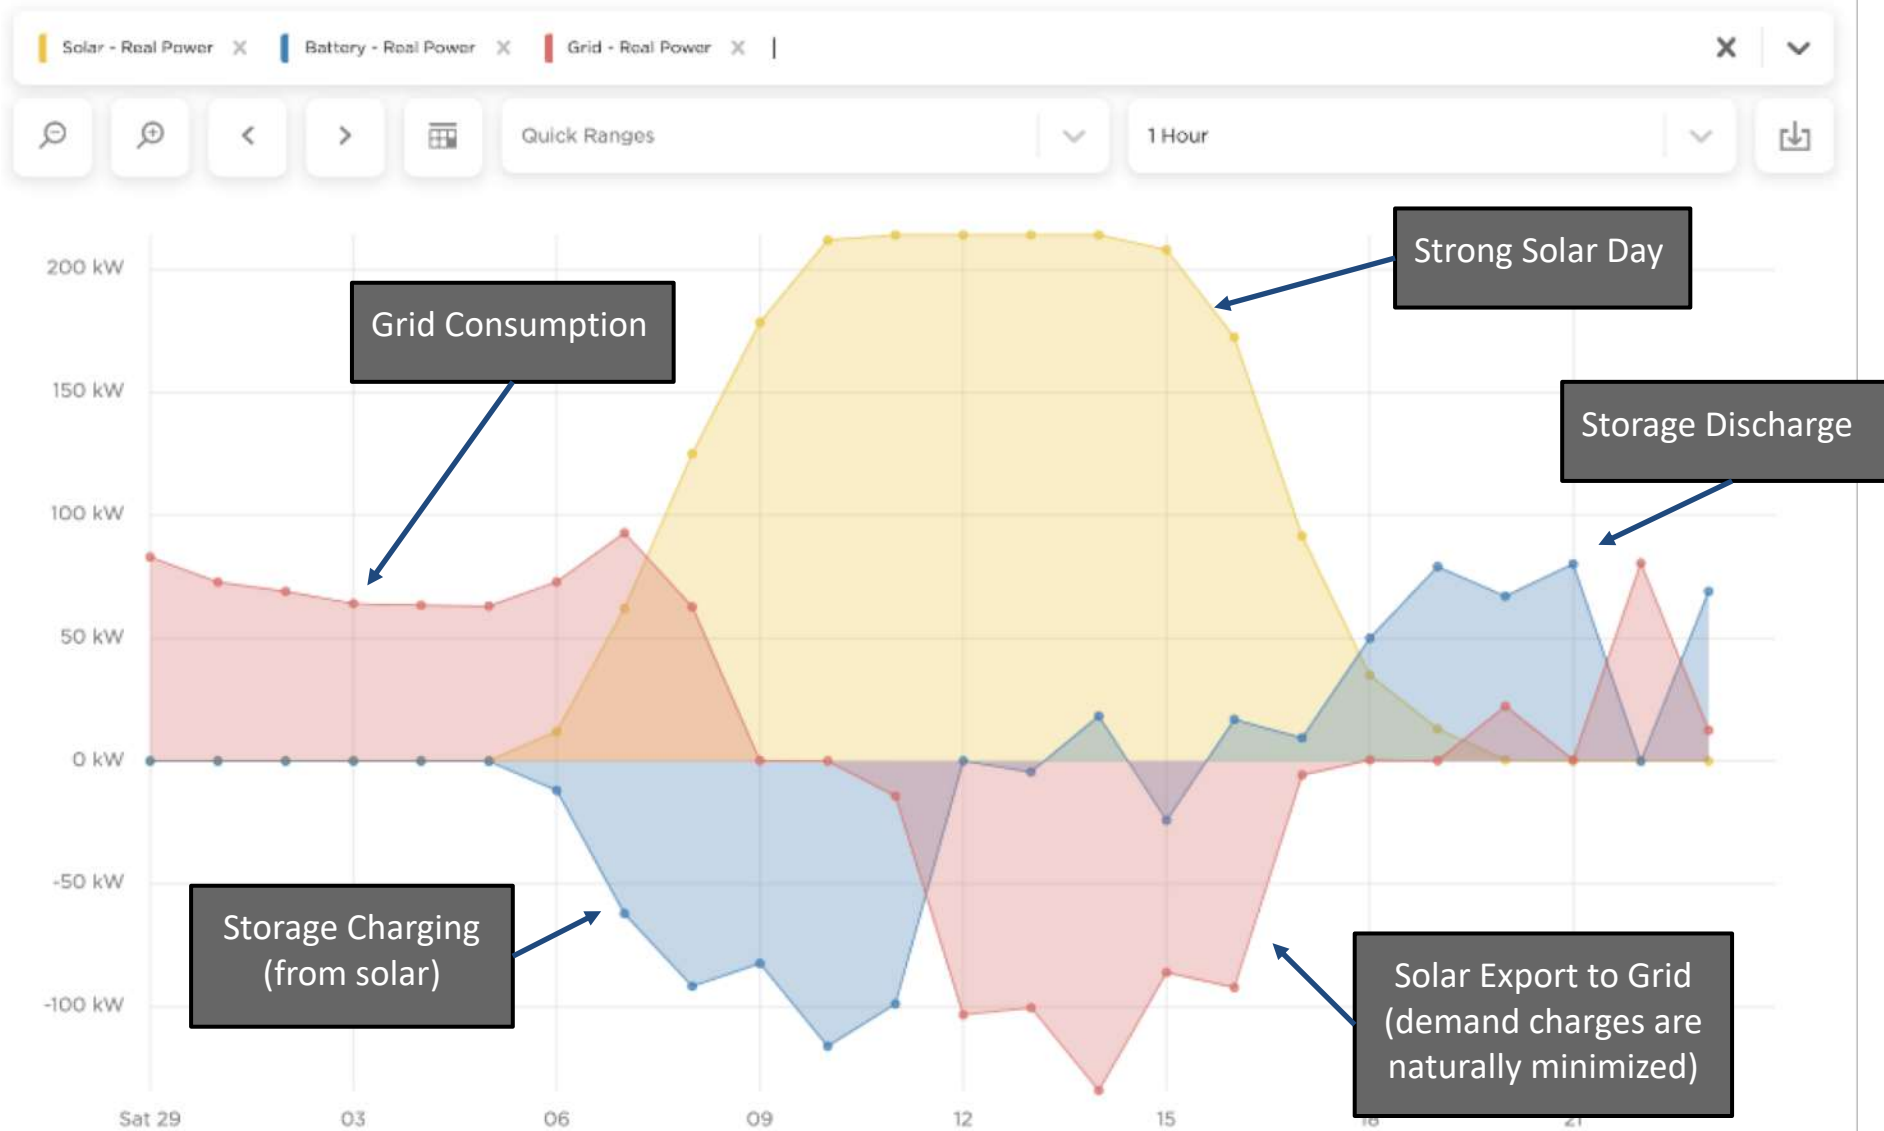 Solar - Real Power
Battery - Real Power
Grid - Real Power
Quick Ranges
1 Hour
200 kW
150 kW
100 kW
50 kW
0 kW
-50 kW
-100 kW
Strong Solar Day
Grid Consumption
Storage Discharge
Storage Charging
(from solar)
Solar Export to Grid
(demand charges are
naturally minimized)
Sat 29
03
06
09
12
15
18
21